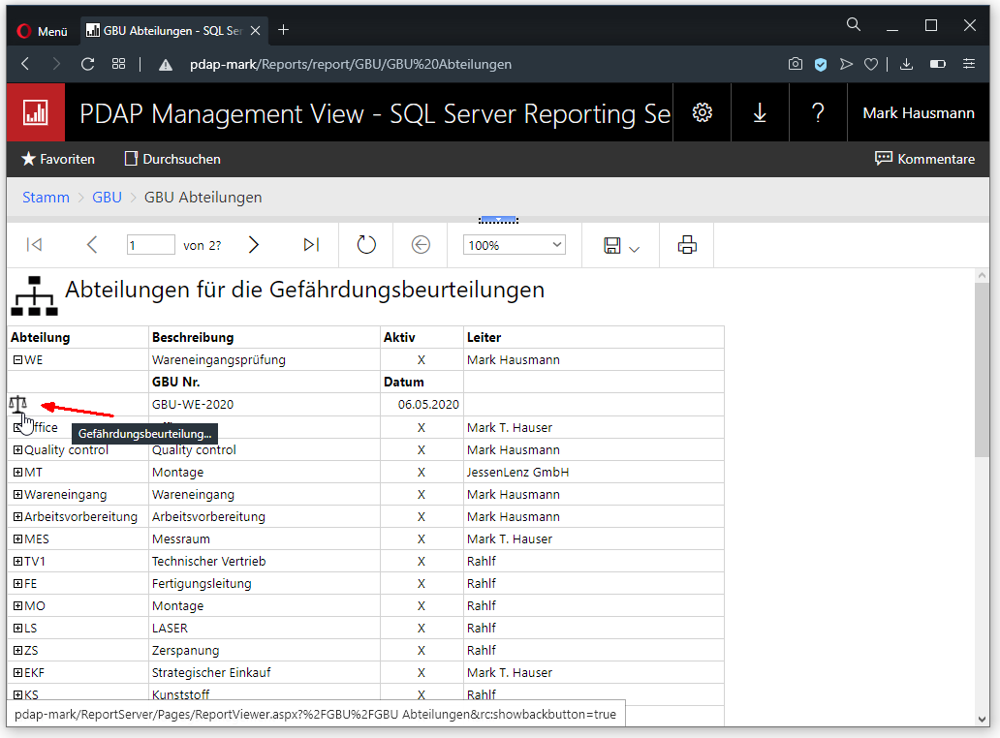 Menü
GBU Abteilungen - SQL Ser
pdap-mark/Reports/report/GBU/GBU%20Abteilungen
PDAP Management View - SQL Server Reporting Se
?
Mark Hausmann
Favoriten Durchsuchen Kommentare
Stamm > GBU > GBU Abteilungen
1 von 2? 100%
Abteilungen für die Gefährdungsbeurteilungen
Abteilung Beschreibung Aktiv Leiter
WE Wareneingangsprüfung X Mark Hausmann
GBU Nr. Datum
GBU-WE-2020 06.05.2020
ffice X Mark T. Hauser
Gefährdungsbeurteilung...
Quality control Quality control X Mark Hausmann
MT Montage X JessenLenz GmbH
Wareneingang Wareneingang X Mark Hausmann
Arbeitsvorbereitung Arbeitsvorbereitung X Mark Hausmann
MES Messraum X Mark T. Hauser
TV1 Technischer Vertrieb X Rahlf
FE Fertigungsleitung X Rahlf
MO Montage X Rahlf
LS LASER X Rahlf
ZS Zerspanung X Rahlf
EKF Strategischer Einkauf X Mark T. Hauser
KS Kunststoff X Rahlf
pdap-mark/ReportServer/Pages/ReportViewer.aspx?%2FGBU%2FGBU Abteilungen&rc:showbackbutton=true